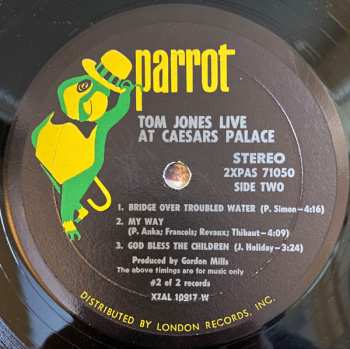 parrot
TOM JONES LIVE
AT CAESARS PALACE
STEREO
2XPAS 71050
SIDE TWO
1. BRIDGE OVER TROUBLED WATER (P. Simon—4:16)
2. MY WAY
(P. Anka; Francois; Revaux; Thibaut—4:09)
3. GOD BLESS THE CHILDREN (J. Holiday—3:24)
Produced by Gordon Mills
The above timings are for music only
#2 of 2 records
XZAL 10917-W
DISTRIBUTED BY LONDON RECORDS, INC.